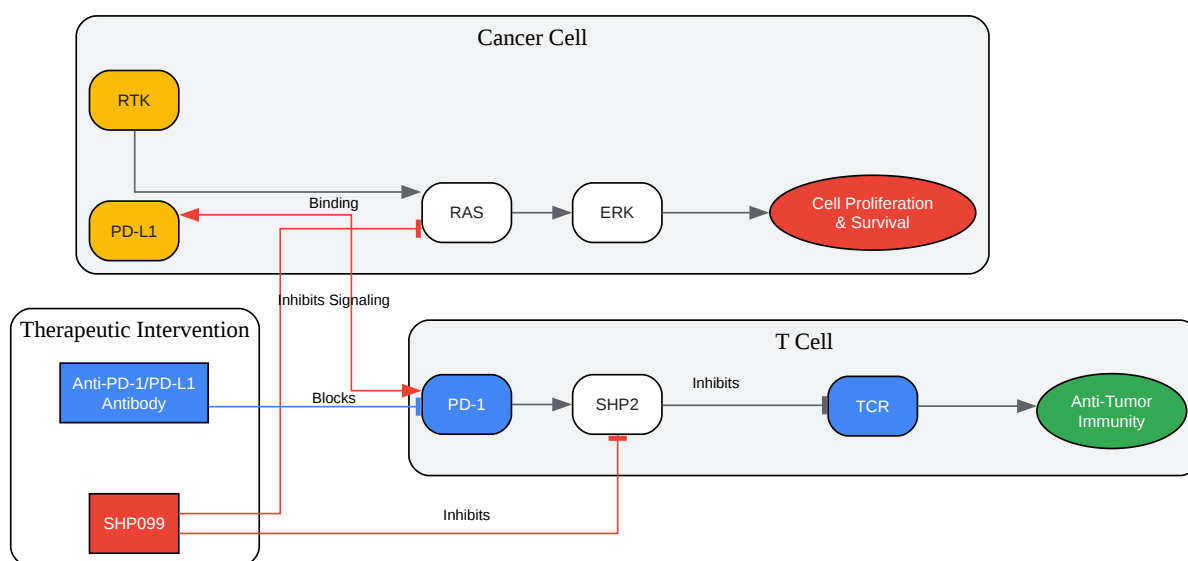 Cancer Cell
RTK
Binding
PD-L1
RAS
ERK
Cell Proliferation
& Survival
Inhibits Signaling
Therapeutic Intervention
Anti-PD-1/PD-L1
Antibody
Blocks
SHP099
Inhibits
T Cell
PD-1
SHP2
Inhibits
TCR
Anti-Tumor
Immunity